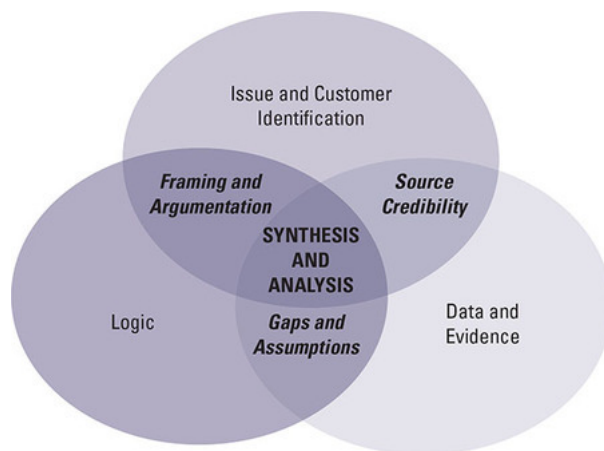 Issue and Customer
Identification
Framing and
Argumentation
Source
Credibility
SYNTHESIS
AND
ANALYSIS
Logic
Gaps and
Assumptions
Data and
Evidence